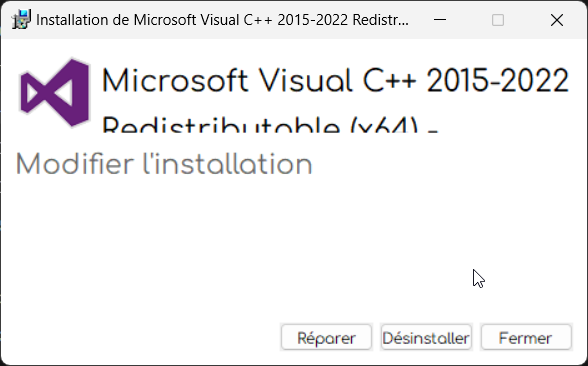 Installation de Microsoft Visual C++ 2015-2022 Redistr...
Microsoft Visual C++ 2015-2022
Redistributable (x64) -
Modifier l'installation
Réparer
Désinstaller
Fermer